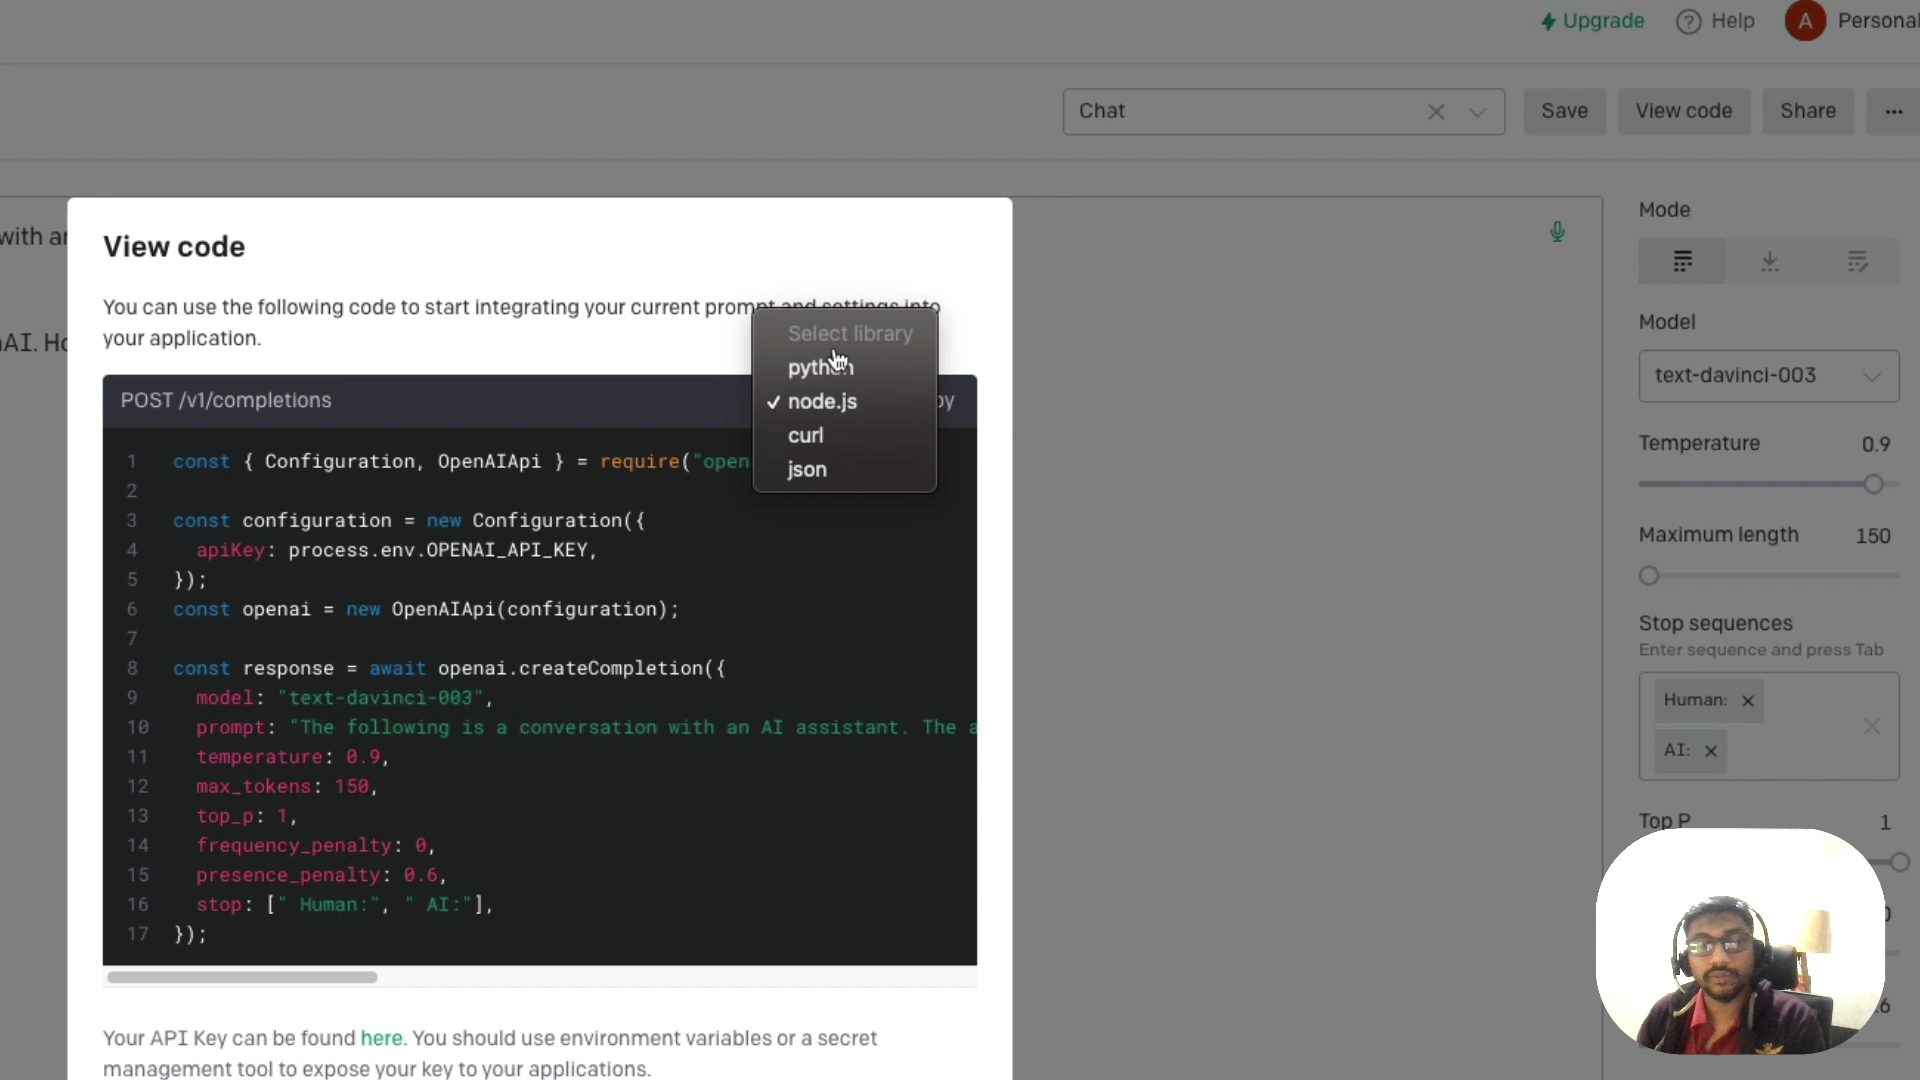 Upgrade
Help
A
Personal
Chat
Save
View code
Share
with
AI.
Mode
Model
text-davinci-003
Temperature 0.9
Maximum length 150
Stop sequences
Enter sequence and press Tab
Human:
AI:
Top P 1
View code
You can use the following code to start integrating your current prompt and settings into
your application.
Select library
python
node.js
curl
json
POST /v1/completions
1 const { Configuration, OpenAIApi } = require("open
2
3 const configuration = new Configuration({
4 apiKey: process.env.OPENAI_API_KEY,
5 });
6 const openai = new OpenAIApi(configuration);
7
8 const response = await openai.createCompletion({
9 model: "text-davinci-003",
10 prompt: "The following is a conversation with an AI assistant. The a
11 temperature: 0.9,
12 max_tokens: 150,
13 top_p: 1,
14 frequency_penalty: 0,
15 presence_penalty: 0.6,
16 stop: [" Human:", " AI:"],
17 });
Your API Key can be found here. You should use environment variables or a secret
management tool to expose your key to your applications.